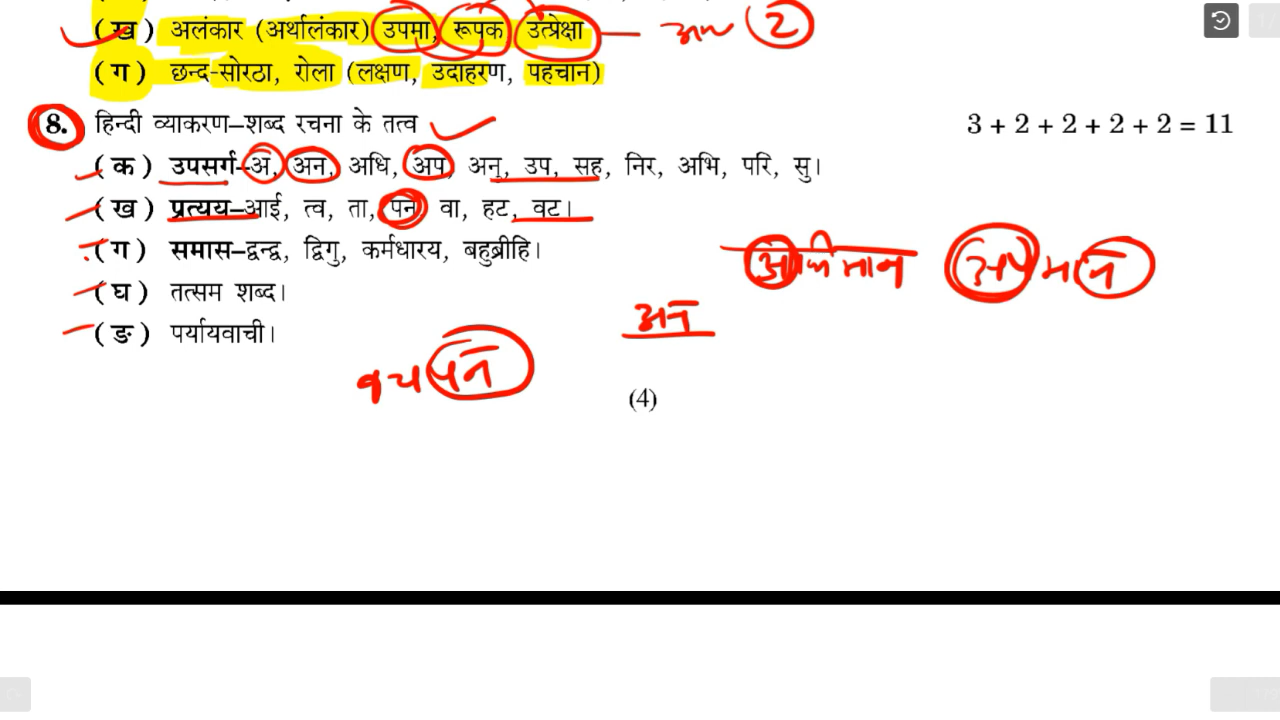 (ख) अलंकार (अर्थालंकार) उपमा, रूपक, उत्प्रेक्षा — 2
(ग) छन्द-सोरठा, रोला (लक्षण, उदाहरण, पहचान)
8. हिन्दी व्याकरण–शब्द रचना के तत्व 3 + 2 + 2 + 2 + 2 = 11
(क) उपसर्ग–अ, अन, अधि, अप, अनु, उप, सह, निर, अभि, परि, सु।
(ख) प्रत्यय–आई, त्व, ता, पन, वा, हट, वट।
(ग) समास–द्वन्द्व, द्विगु, कर्मधारय, बहुब्रीहि।
अभिमान अपमान
(घ) तत्सम शब्द।
अन
(ङ) पर्यायवाची।
बचपन
(4)